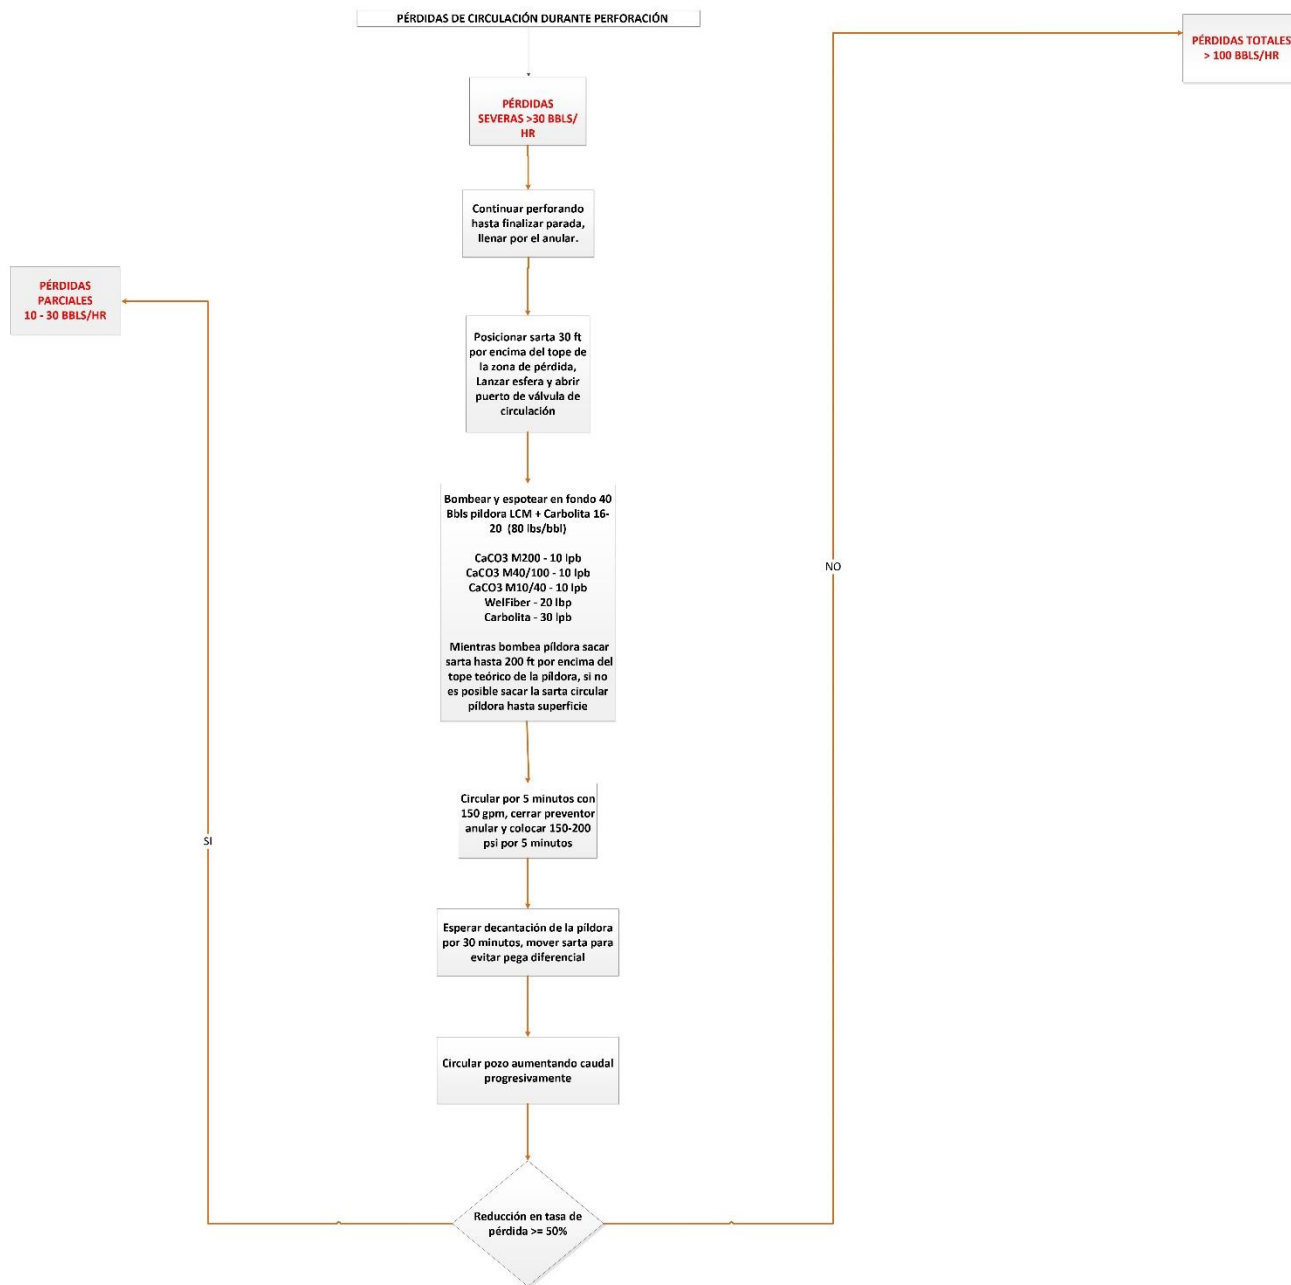 PÉRDIDAS DE CIRCULACIÓN DURANTE PERFORACIÓN
PÉRDIDAS TOTALES
> 100 BBLS/HR
PÉRDIDAS
SEVERAS >30 BBLS/
HR
Continuar perforando
hasta finalizar parada,
llenar por el anular.
PÉRDIDAS
PARCIALES
10 - 30 BBLS/HR
Posicionar sarta 30 ft
por encima del tope de
la zona de pérdida,
Lanzar esfera y abrir
puerto de válvula de
circulación
Bombear y espotear en fondo 40
Bbls píldora LCM + Carbolita 16-
20 (80 lbs/bbl)
CaCO3 M200 - 10 lpb
CaCO3 M40/100 - 10 lpb
CaCO3 M10/40 - 10 lpb
WelFiber - 20 lbp
Carbolita - 30 lpb
Mientras bombea píldora sacar
sarta hasta 200 ft por encima del
tope teórico de la píldora, si no
es posible sacar la sarta circular
píldora hasta superficie
NO
Circular por 5 minutos con
150 gpm, cerrar preventor
anular y colocar 150-200
psi por 5 minutos
SI
Esperar decantación de la píldora
por 30 minutos, mover sarta para
evitar pega diferencial
Circular pozo aumentando caudal
progresivamente
Reducción en tasa de
pérdida >= 50%